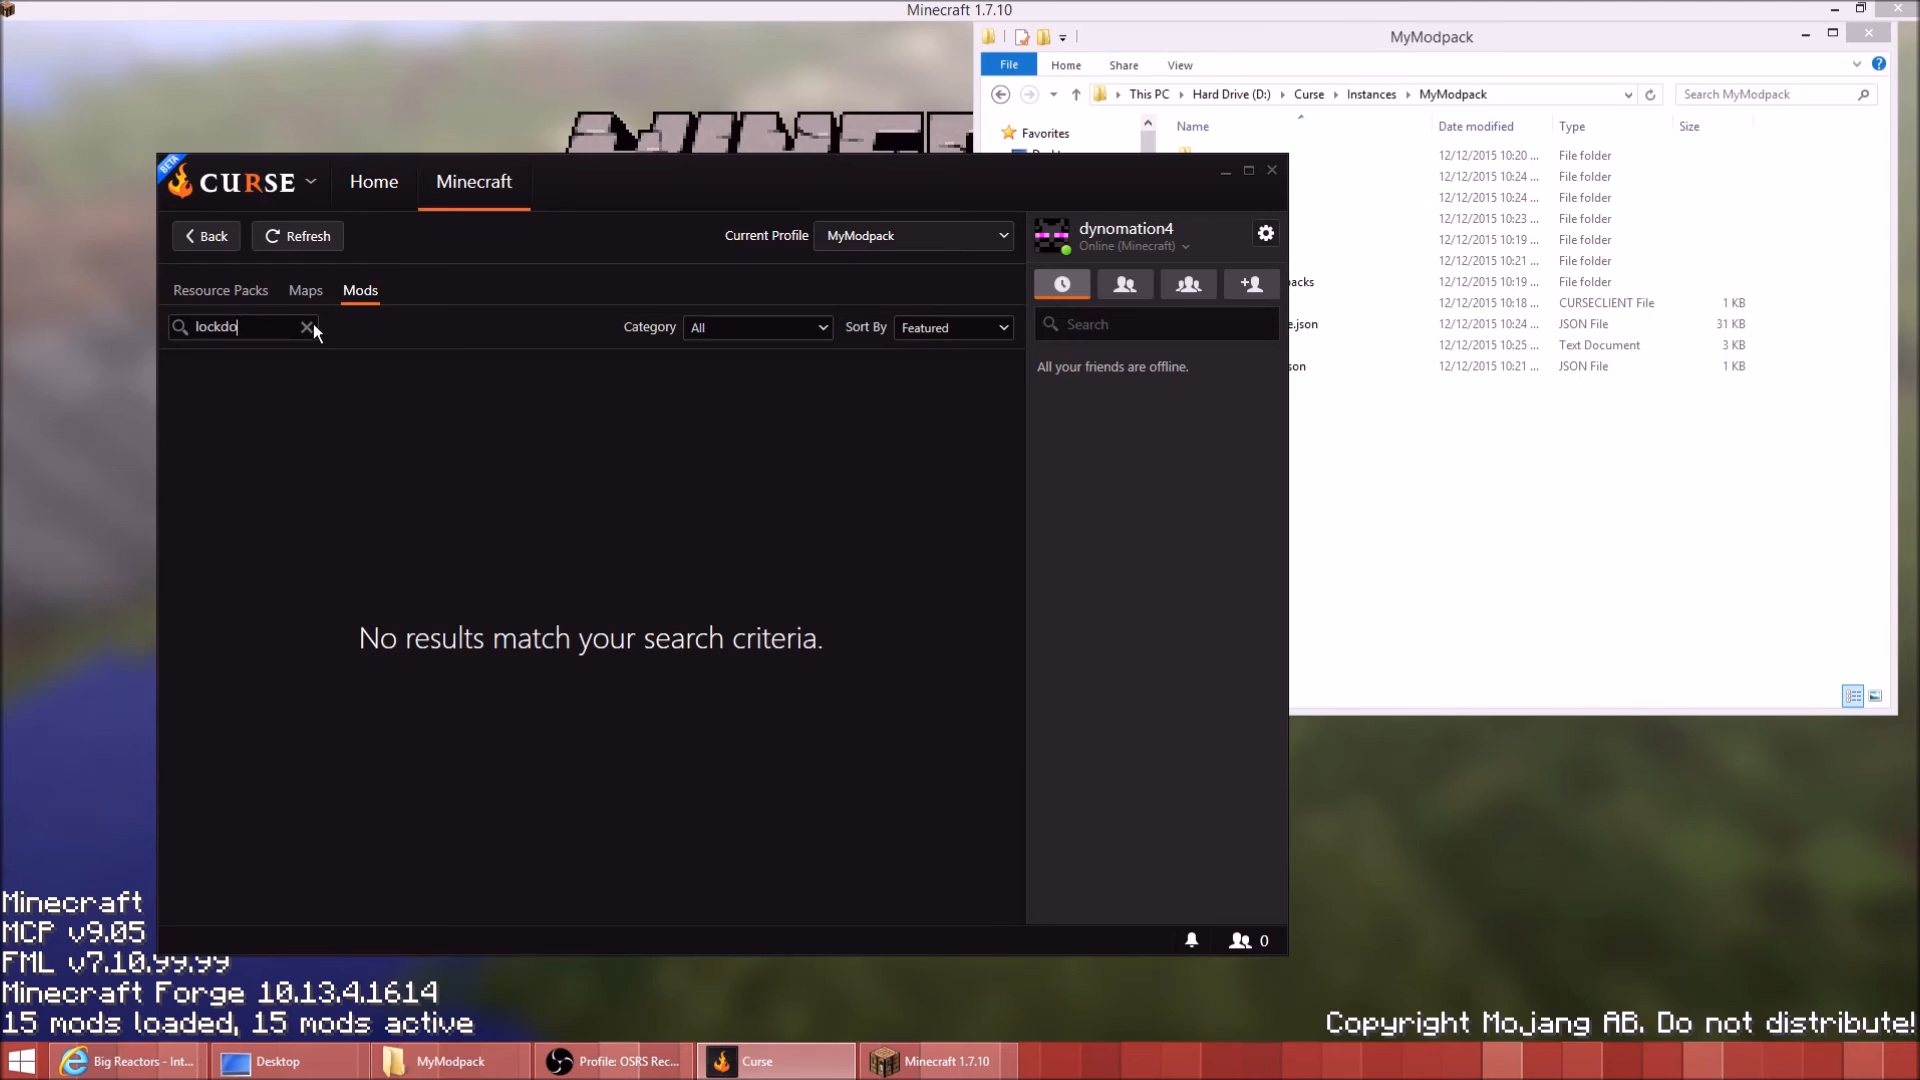 Minecraft 1.7.10
MyModpack
File Home Share View
This PC Hard Drive (D:) Curse Instances MyModpack
Search MyModpack
Favorites
Name Date modified Type Size
12/12/2015 10:20 ... File folder
12/12/2015 10:24 ... File folder
12/12/2015 10:24 ... File folder
12/12/2015 10:23 ... File folder
12/12/2015 10:19 ... File folder
12/12/2015 10:21 ... File folder
acks 12/12/2015 10:19 ... File folder
12/12/2015 10:18 ... CURSECLIENT File 1 KB
e.json 12/12/2015 10:24 ... JSON File 31 KB
12/12/2015 10:25 ... Text Document 3 KB
son 12/12/2015 10:21 ... JSON File 1 KB
BETA
CURSE Home Minecraft
Back Refresh Current Profile MyModpack
dynomation4
Online (Minecraft)
Resource Packs Maps Mods
lockdo Category All Sort By Featured
Search
All your friends are offline.
No results match your search criteria.
0
Minecraft
MCP v9.05
FML v7.10.99.99
Minecraft Forge 10.13.4.1614
15 mods loaded, 15 mods active
Copyright Mojang AB. Do not distribute!
Big Reactors - Int... Desktop MyModpack Profile: OSRS Rec... Curse Minecraft 1.7.10